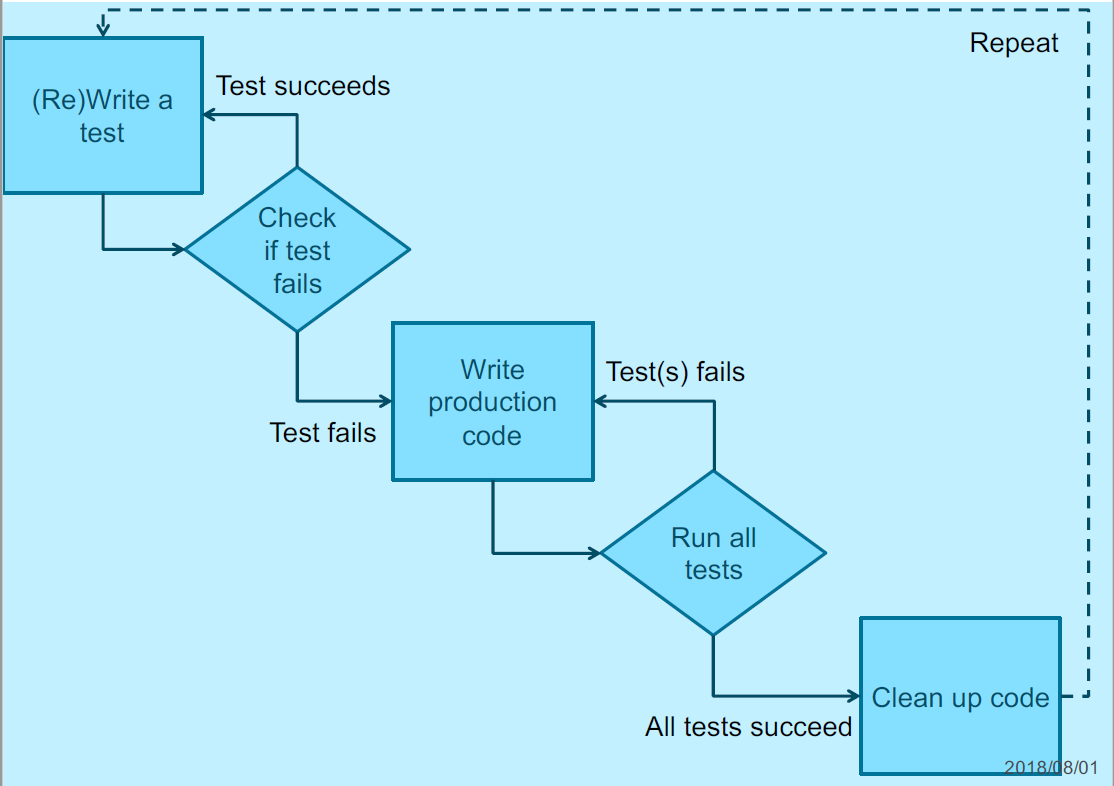 Repeat
(Re)Write a
test
Test succeeds
Check
if test
fails
Test fails
Write
production
code
Test(s) fails
Run all
tests
All tests succeed
Clean up code
2018/08/01